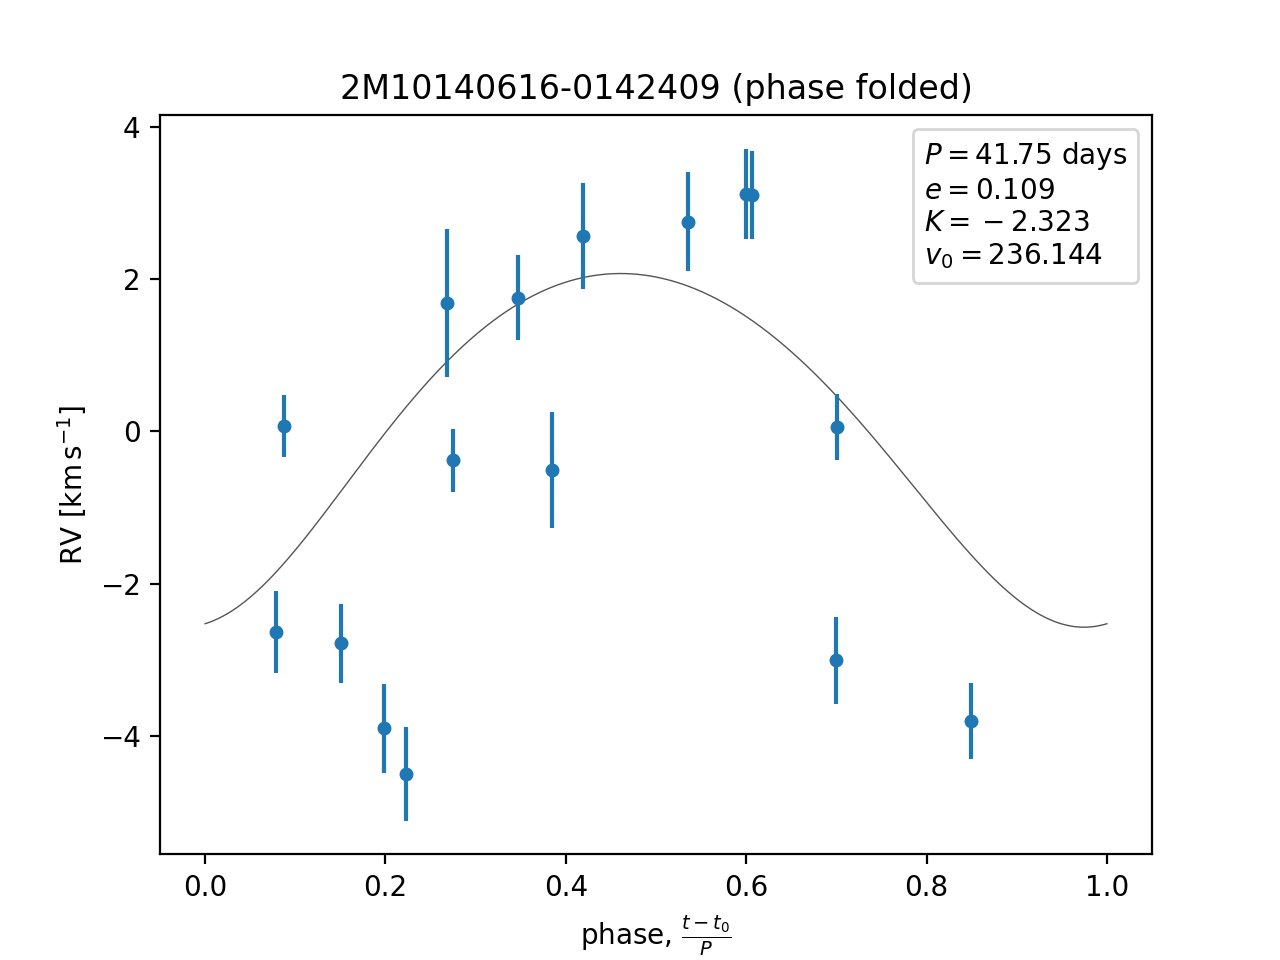 2M10140616-0142409 (phase folded)
P = 41.75 days
e = 0.109
K = −2.323
v₀ = 236.144
RV [km s⁻¹]
4
2
0
−2
−4
0.0 0.2 0.4 0.6 0.8 1.0
phase, (t − t₀)/P